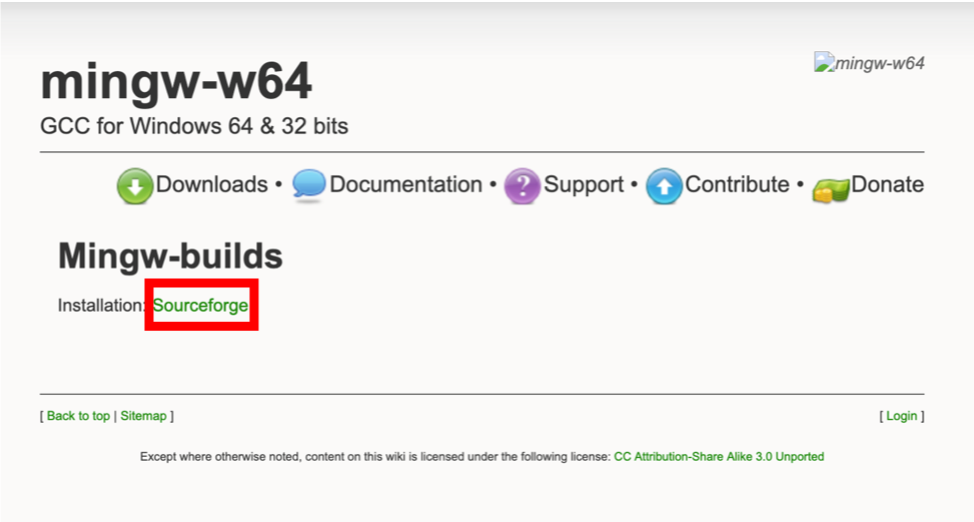 mingw-w64
mingw-w64
GCC for Windows 64 & 32 bits
Downloads • Documentation • ? Support • Contribute • Donate
Mingw-builds
Installation: Sourceforge
[ Back to top | Sitemap ]
[ Login ]
Except where otherwise noted, content on this wiki is licensed under the following license: CC Attribution-Share Alike 3.0 Unported